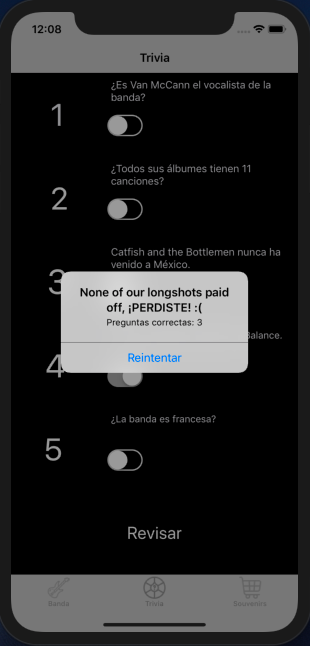 12:08
Trivia
1
¿Es Van McCann el vocalista de la
banda?
2
¿Todos sus álbumes tienen 11
canciones?
3
Catfish and the Bottlemen nunca ha
venido a México.
None of our longshots paid
off, ¡PERDISTE! :(
Preguntas correctas: 3
Reintentar
4
Balance.
5
¿La banda es francesa?
Revisar
Banda
Trivia
Souvenirs